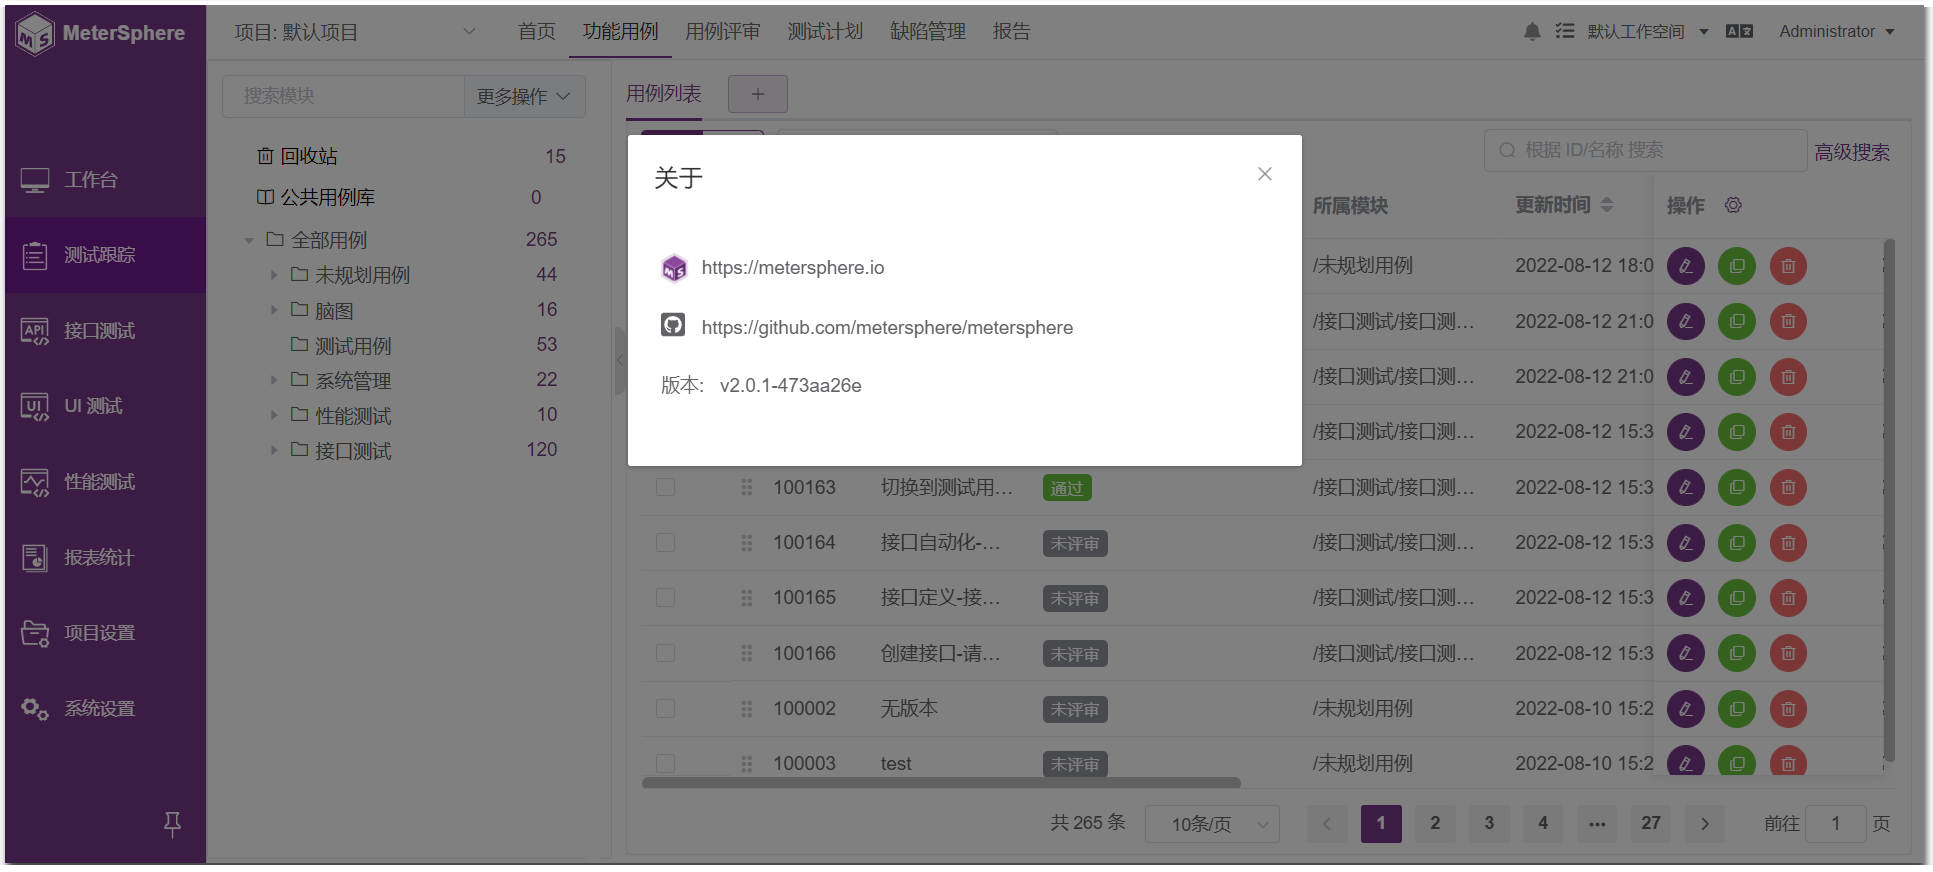 MeterSphere
项目: 默认项目
首页
功能用例
用例评审
测试计划
缺陷管理
报告
默认工作空间
Administrator
工作台
测试跟踪
接口测试
UI 测试
性能测试
报表统计
项目设置
系统设置
搜索模块
更多操作
回收站 15
公共用例库 0
全部用例 265
未规划用例 44
脑图 16
测试用例 53
系统管理 22
性能测试 10
接口测试 120
用例列表
+
根据 ID/名称 搜索
高级搜索
关于
https://metersphere.io
https://github.com/metersphere/metersphere
版本: v2.0.1-473aa26e
所属模块 更新时间 操作
/未规划用例 2022-08-12 18:0
/接口测试/接口测... 2022-08-12 21:0
/接口测试/接口测... 2022-08-12 21:0
/接口测试/接口测... 2022-08-12 15:3
100163 切换到测试用... 通过 /接口测试/接口测... 2022-08-12 15:3
100164 接口自动化-... 未评审 /接口测试/接口测... 2022-08-12 15:3
100165 接口定义-接... 未评审 /接口测试/接口测... 2022-08-12 15:3
100166 创建接口-请... 未评审 /接口测试/接口测... 2022-08-12 15:3
100002 无版本 未评审 /未规划用例 2022-08-10 15:2
100003 test 未评审 /未规划用例 2022-08-10 15:2
共 265 条 10条/页 1 2 3 4 ... 27 前往 1 页